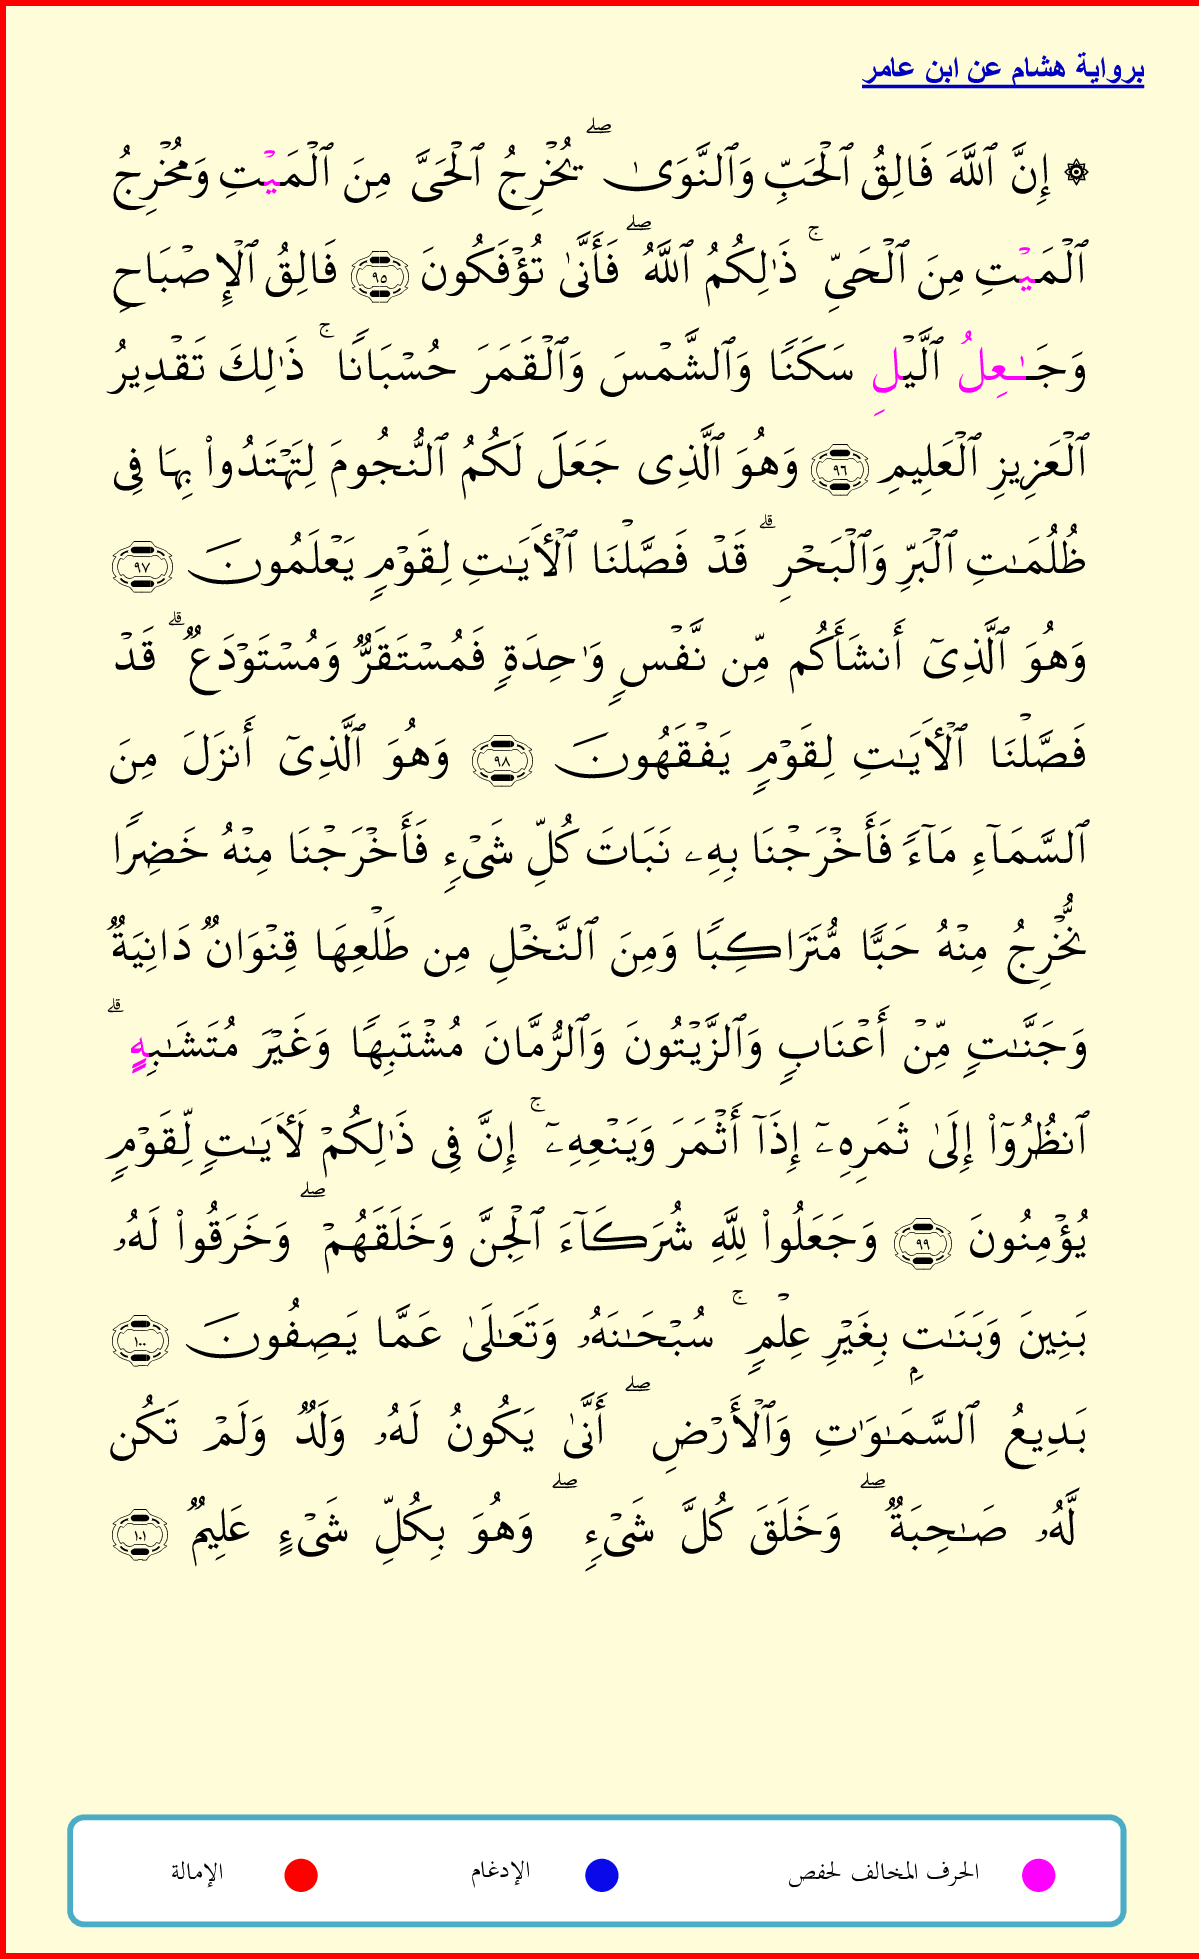 برواية هشام عن ابن عامر
۞ إِنَّ ٱللَّهَ فَالِقُ ٱلْحَبِّ وَٱلنَّوَىٰ ۖ يُخْرِجُ ٱلْحَىَّ مِنَ ٱلْمَيْتِ وَمُخْرِجُ
ٱلْمَيْتِ مِنَ ٱلْحَىِّ ۚ ذَٰلِكُمُ ٱللَّهُ ۖ فَأَنَّىٰ تُؤْفَكُونَ ٩٥ فَالِقُ ٱلْإِصْبَاحِ
وَجَـٰعِلُ ٱلَّيْلِ سَكَنًا وَٱلشَّمْسَ وَٱلْقَمَرَ حُسْبَانًا ۚ ذَٰلِكَ تَقْدِيرُ
ٱلْعَزِيزِ ٱلْعَلِيمِ ٩٦ وَهُوَ ٱلَّذِى جَعَلَ لَكُمُ ٱلنُّجُومَ لِتَهْتَدُوا۟ بِهَا فِى
ظُلُمَـٰتِ ٱلْبَرِّ وَٱلْبَحْرِ ۗ قَدْ فَصَّلْنَا ٱلْأَيَـٰتِ لِقَوْمٍ يَعْلَمُونَ ٩٧
وَهُوَ ٱلَّذِىٓ أَنشَأَكُم مِّن نَّفْسٍ وَٰحِدَةٍ فَمُسْتَقَرٌّ وَمُسْتَوْدَعٌ ۗ قَدْ
فَصَّلْنَا ٱلْأَيَـٰتِ لِقَوْمٍ يَفْقَهُونَ ٩٨ وَهُوَ ٱلَّذِىٓ أَنزَلَ مِنَ
ٱلسَّمَآءِ مَآءً فَأَخْرَجْنَا بِهِۦ نَبَاتَ كُلِّ شَىْءٍ فَأَخْرَجْنَا مِنْهُ خَضِرًا
نُّخْرِجُ مِنْهُ حَبًّا مُّتَرَاكِبًا وَمِنَ ٱلنَّخْلِ مِن طَلْعِهَا قِنْوَانٌ دَانِيَةٌ
وَجَنَّـٰتٍ مِّنْ أَعْنَابٍ وَٱلزَّيْتُونَ وَٱلرُّمَّانَ مُشْتَبِهًا وَغَيْرَ مُتَشَـٰبِهٍ ۗ
ٱنظُرُوٓا۟ إِلَىٰ ثَمَرِهِۦٓ إِذَآ أَثْمَرَ وَيَنْعِهِۦٓ ۚ إِنَّ فِى ذَٰلِكُمْ لَأَيَـٰتٍ لِّقَوْمٍ
يُؤْمِنُونَ ٩٩ وَجَعَلُوا۟ لِلَّهِ شُرَكَآءَ ٱلْجِنَّ وَخَلَقَهُمْ ۖ وَخَرَقُوا۟ لَهُۥ
بَنِينَ وَبَنَـٰتٍۭ بِغَيْرِ عِلْمٍ ۚ سُبْحَـٰنَهُۥ وَتَعَـٰلَىٰ عَمَّا يَصِفُونَ ١٠٠
بَدِيعُ ٱلسَّمَـٰوَٰتِ وَٱلْأَرْضِ ۖ أَنَّىٰ يَكُونُ لَهُۥ وَلَدٌ وَلَمْ تَكُن
لَّهُۥ صَـٰحِبَةٌ ۖ وَخَلَقَ كُلَّ شَىْءٍ ۖ وَهُوَ بِكُلِّ شَىْءٍ عَلِيمٌ ١٠١
الحرف المخالف لحفص الإدغام الإمالة